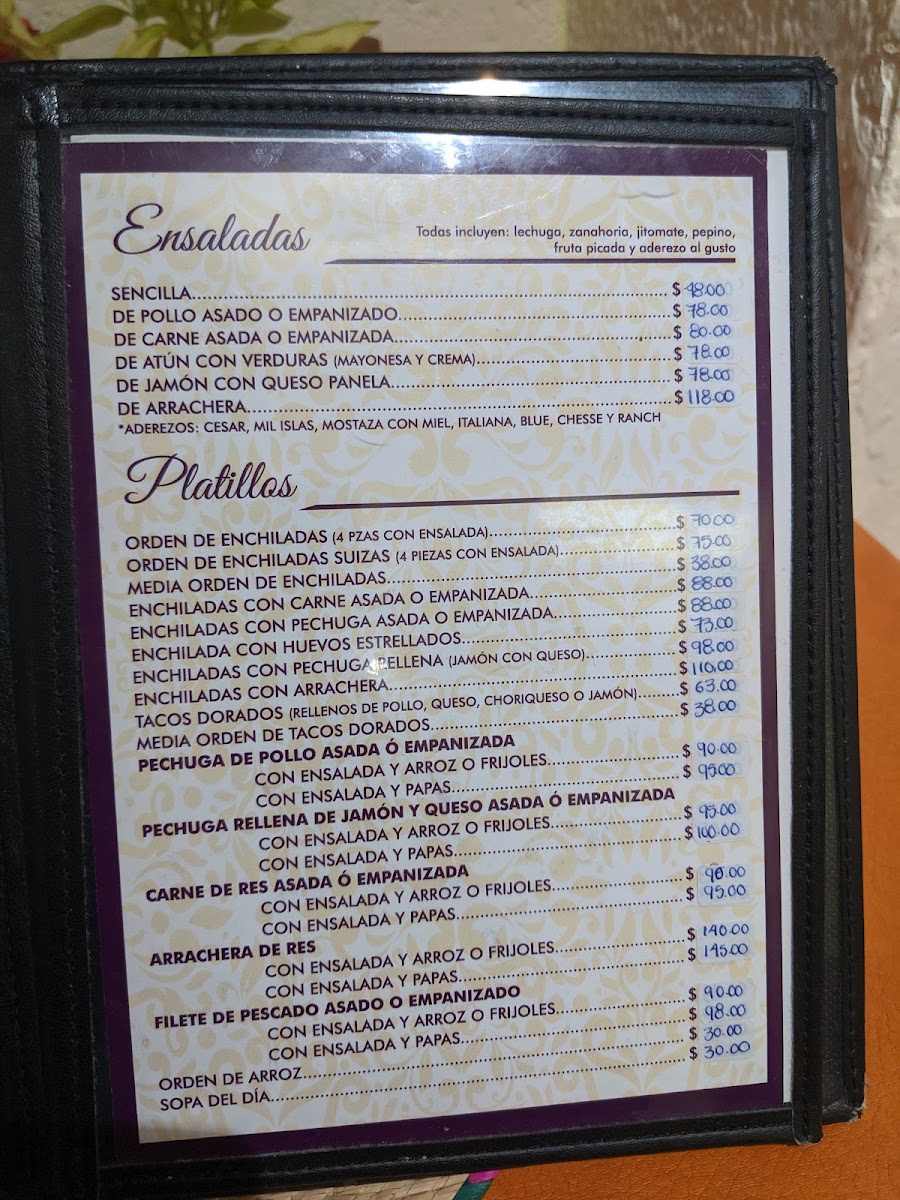 Ensaladas
Todas incluyen: lechuga, zanahoria, jitomate, pepino,
fruta picada y aderezo al gusto
SENCILLA........ $ 48.00
DE POLLO ASADO O EMPANIZADO........ $ 78.00
DE CARNE ASADA O EMPANIZADA........ $ 80.00
DE ATÚN CON VERDURAS (MAYONESA Y CREMA)........ $ 78.00
DE JAMÓN CON QUESO PANELA........ $ 78.00
DE ARRACHERA........ $ 118.00
*ADEREZOS: CESAR, MIL ISLAS, MOSTAZA CON MIEL, ITALIANA, BLUE, CHESSE Y RANCH
Platillos
ORDEN DE ENCHILADAS (4 PZAS CON ENSALADA)........ $ 70.00
ORDEN DE ENCHILADAS SUIZAS (4 PIEZAS CON ENSALADA)........ $ 75.00
MEDIA ORDEN DE ENCHILADAS........ $ 38.00
ENCHILADAS CON CARNE ASADA O EMPANIZADA........ $ 88.00
ENCHILADAS CON PECHUGA ASADA O EMPANIZADA........ $ 88.00
ENCHILADA CON HUEVOS ESTRELLADOS........ $ 73.00
ENCHILADAS CON PECHUGA RELLENA (JAMÓN CON QUESO)........ $ 98.00
ENCHILADAS CON ARRACHERA........ $ 110.00
TACOS DORADOS (RELLENOS DE POLLO, QUESO, CHORIQUESO O JAMÓN)........ $ 63.00
MEDIA ORDEN DE TACOS DORADOS........ $ 38.00
PECHUGA DE POLLO ASADA Ó EMPANIZADA
CON ENSALADA Y ARROZ O FRIJOLES........ $ 90.00
CON ENSALADA Y PAPAS........ $ 95.00
PECHUGA RELLENA DE JAMÓN Y QUESO ASADA Ó EMPANIZADA
CON ENSALADA Y ARROZ O FRIJOLES........ $ 95.00
CON ENSALADA Y PAPAS........ $ 100.00
CARNE DE RES ASADA Ó EMPANIZADA
CON ENSALADA Y ARROZ O FRIJOLES........ $ 90.00
CON ENSALADA Y PAPAS........ $ 95.00
ARRACHERA DE RES
CON ENSALADA Y ARROZ O FRIJOLES........ $ 140.00
CON ENSALADA Y PAPAS........ $ 145.00
FILETE DE PESCADO ASADO O EMPANIZADO
CON ENSALADA Y ARROZ O FRIJOLES........ $ 90.00
CON ENSALADA Y PAPAS........ $ 98.00
ORDEN DE ARROZ........ $ 30.00
SOPA DEL DÍA........ $ 30.00